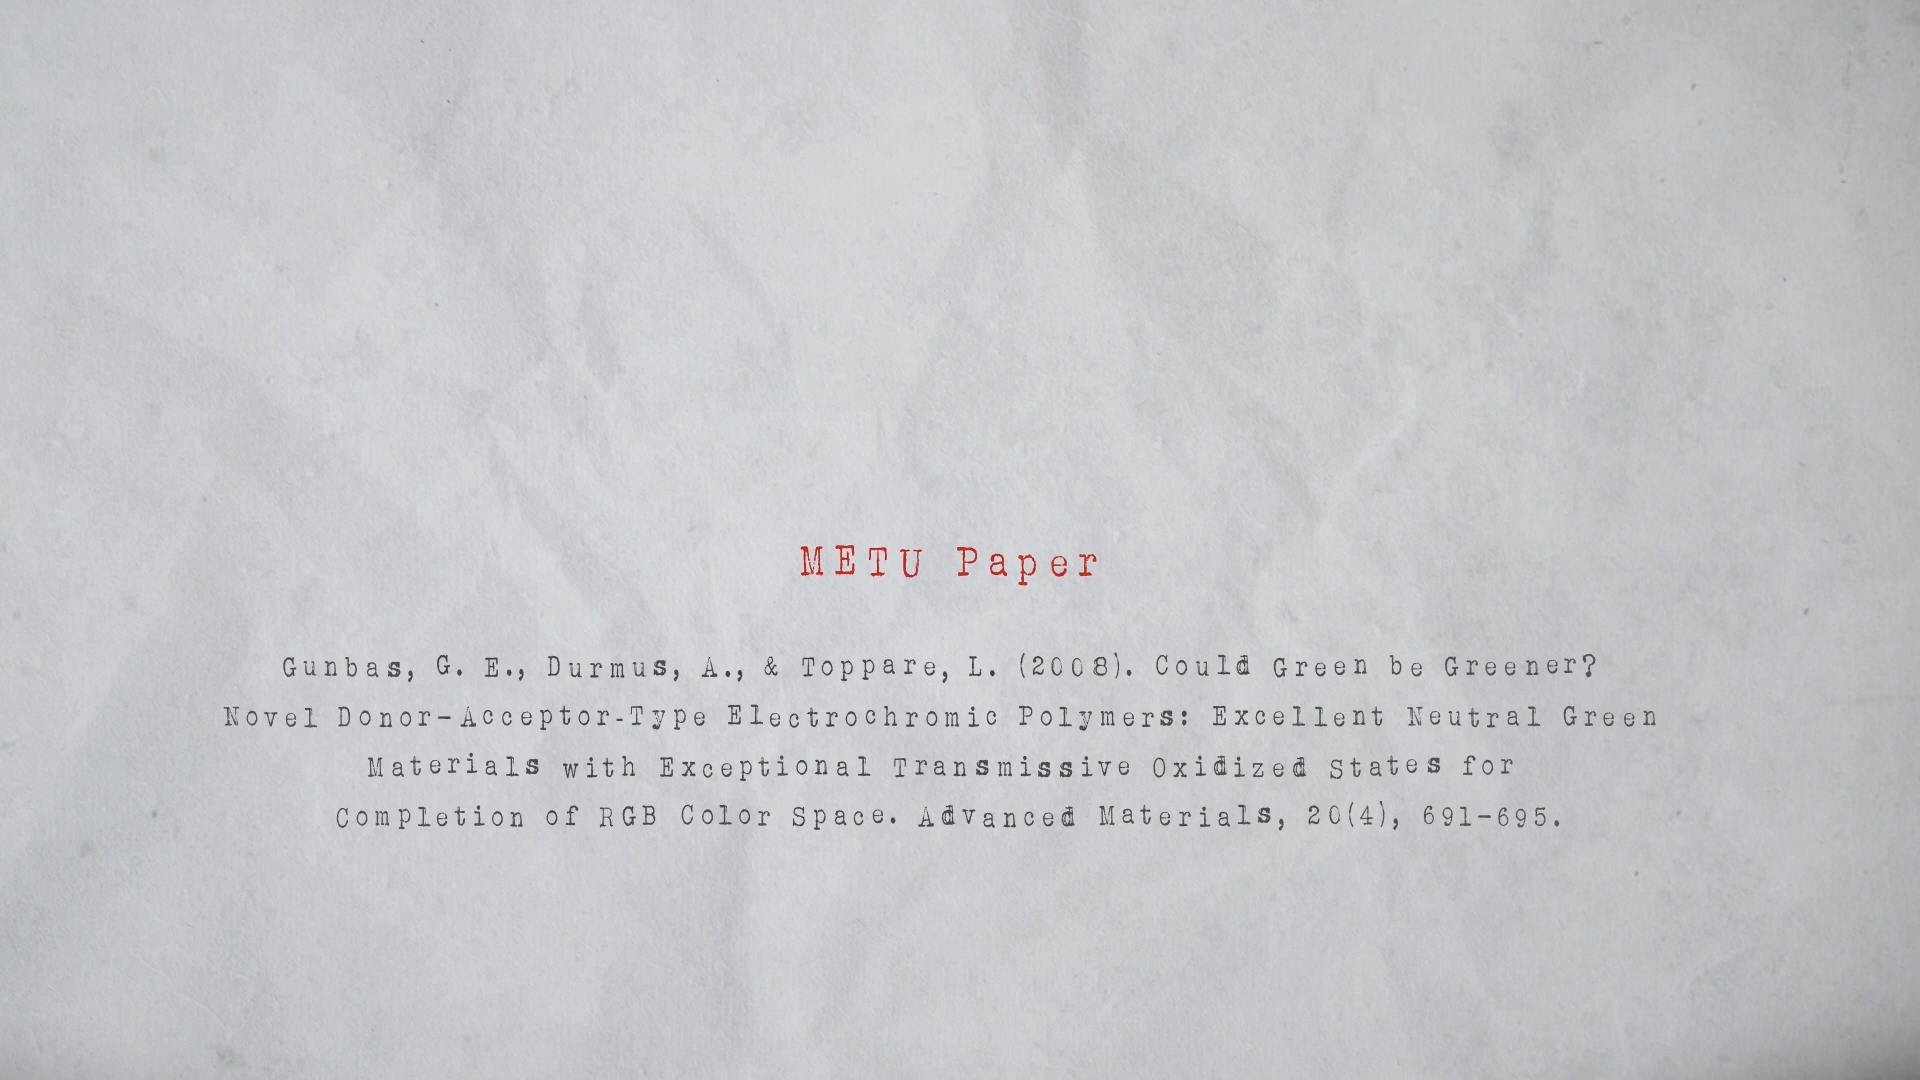 METU Paper
Gunbas, G. E., Durmus, A., & Toppare, L. (2008). Could Green be Greener?
Novel Donor-Acceptor-Type Electrochromic Polymers: Excellent Neutral Green
Materials with Exceptional Transmissive Oxidized States for
Completion of RGB Color Space. Advanced Materials, 20(4), 691-695.